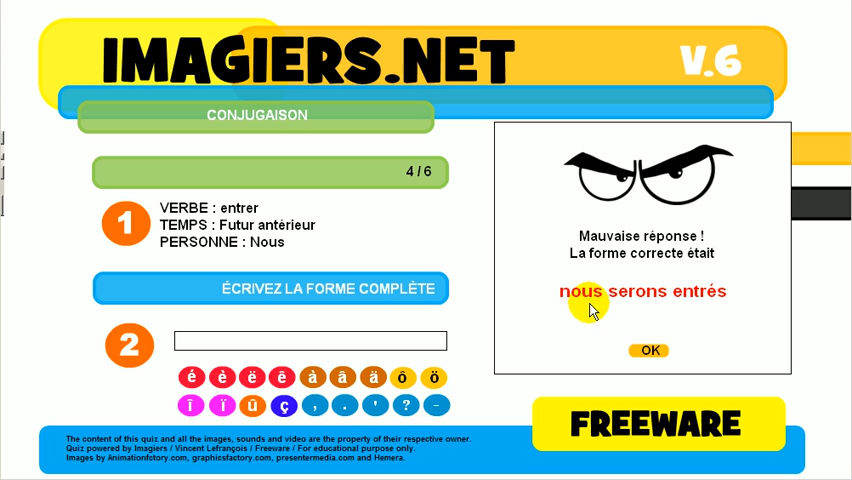 IMAGIERS.NET
V.6
CONJUGAISON
4 / 6
1
VERBE : entrer
TEMPS : Futur antérieur
PERSONNE : Nous
ÉCRIVEZ LA FORME COMPLÈTE
2
é è ë ê à â ä ô ö
î ï û ç , . ' ? -
Mauvaise réponse !
La forme correcte était
nous serons entrés
OK
FREEWARE
The content of this quiz and all the images, sounds and video are the property of their respective owner.
Quiz powered by Imagiers / Vincent Lefrançois / Freeware / For educational purpose only.
Images by Animationfctory.com, graphicsfactory.com, presentermedia.com and Hemera.